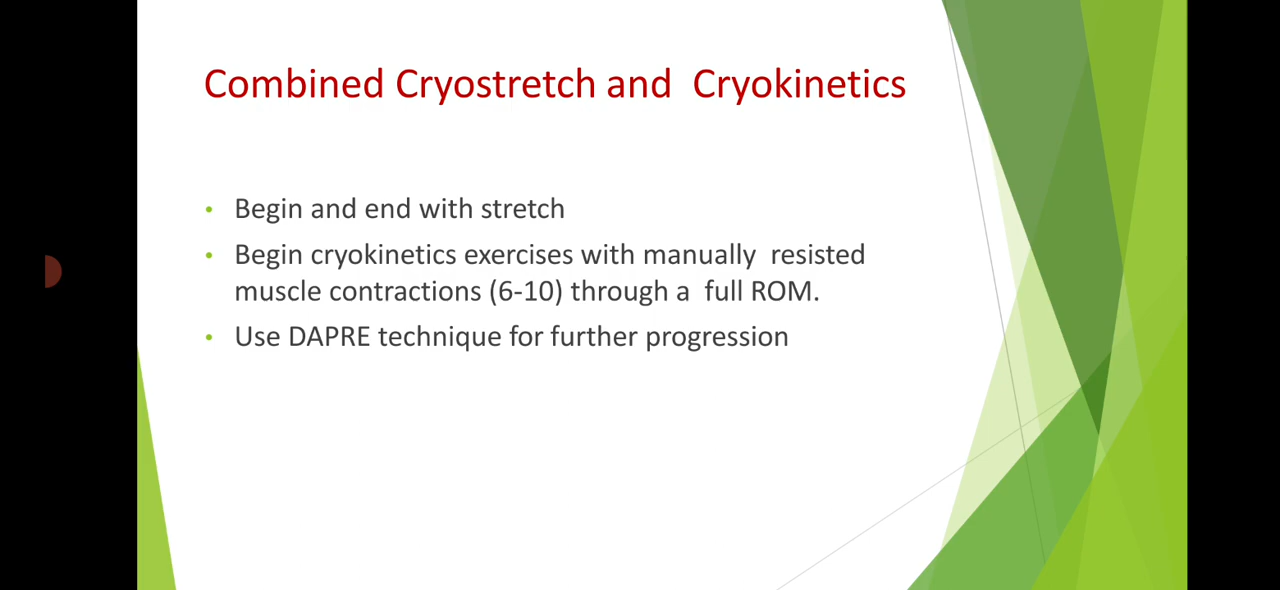 Combined Cryostretch and Cryokinetics
• Begin and end with stretch
• Begin cryokinetics exercises with manually resisted
muscle contractions (6-10) through a full ROM.
• Use DAPRE technique for further progression